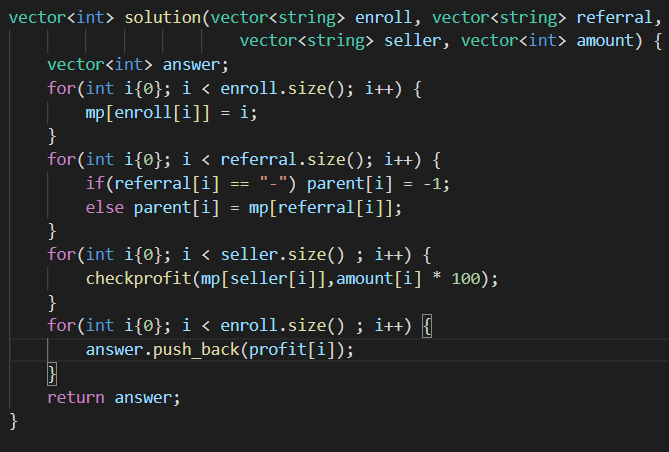 vector<int> solution(vector<string> enroll, vector<string> referral,
vector<string> seller, vector<int> amount) {
vector<int> answer;
for(int i{0}; i < enroll.size(); i++) {
mp[enroll[i]] = i;
}
for(int i{0}; i < referral.size(); i++) {
if(referral[i] == "-") parent[i] = -1;
else parent[i] = mp[referral[i]];
}
for(int i{0}; i < seller.size() ; i++) {
checkprofit(mp[seller[i]],amount[i] * 100);
}
for(int i{0}; i < enroll.size() ; i++) {
answer.push_back(profit[i]);
}
return answer;
}